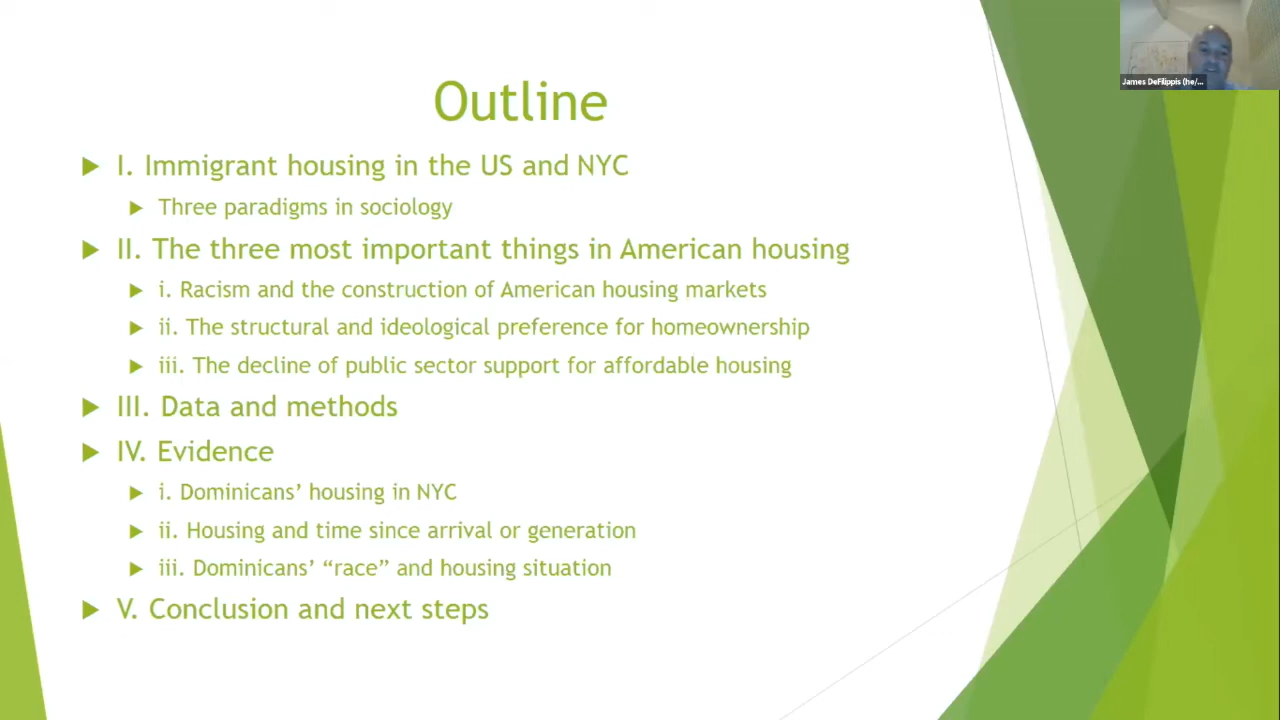 James DeFilippis (he/...
Outline
I. Immigrant housing in the US and NYC
Three paradigms in sociology
II. The three most important things in American housing
i. Racism and the construction of American housing markets
ii. The structural and ideological preference for homeownership
iii. The decline of public sector support for affordable housing
III. Data and methods
IV. Evidence
i. Dominicans’ housing in NYC
ii. Housing and time since arrival or generation
iii. Dominicans’ “race” and housing situation
V. Conclusion and next steps